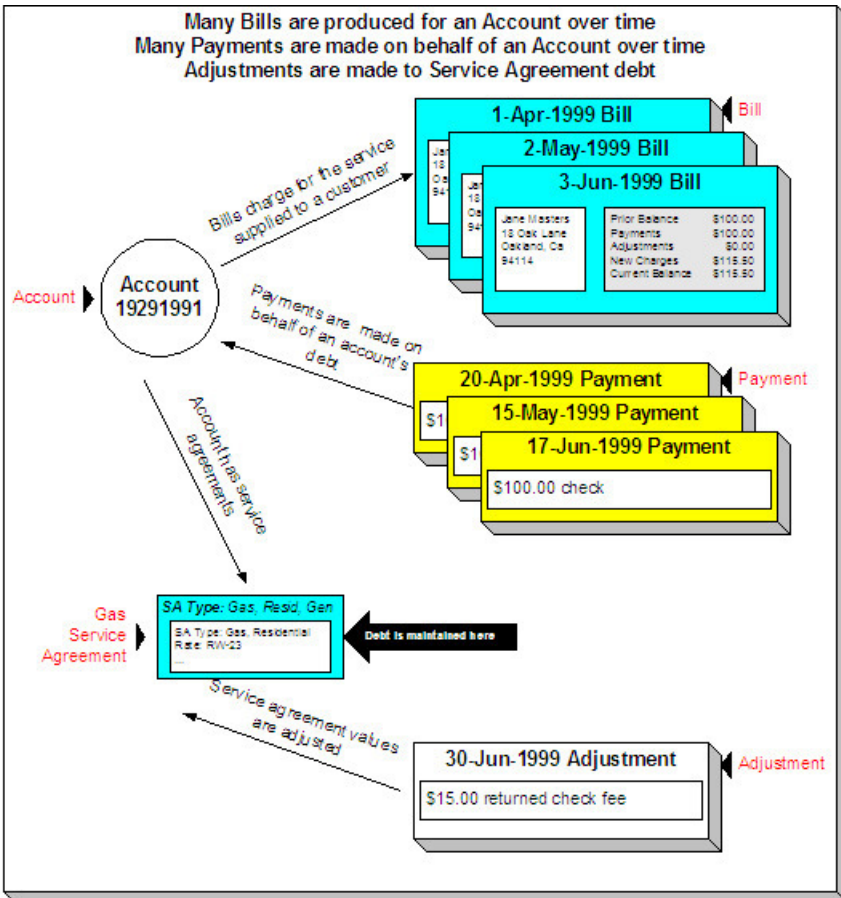 Many Bills are produced for an Account over time
Many Payments are made on behalf of an Account over time
Adjustments are made to Service Agreement debt
1-Apr-1999 Bill
Bill
2-May-1999 Bill
3-Jun-1999 Bill
Jane Masters
18 Oak Lane
Oakland, Ca
94114
Prior Balance $100.00
Payments $100.00
Adjustments $0.00
New Charges $115.50
Current Balance $115.50
Bills charge for the service
supplied to a customer
Account
Account
19291991
Payments are made on
behalf of an account's
debt
20-Apr-1999 Payment
Payment
15-May-1999 Payment
17-Jun-1999 Payment
$100.00 check
Account has service
agreements
Gas
Service
Agreement
SA Type: Gas, Resid, Gen
SA Type: Gas, Residential
Rate: RW-23
...
Debt is maintained here
Service agreement values
are adjusted
30-Jun-1999 Adjustment
Adjustment
$15.00 returned check fee